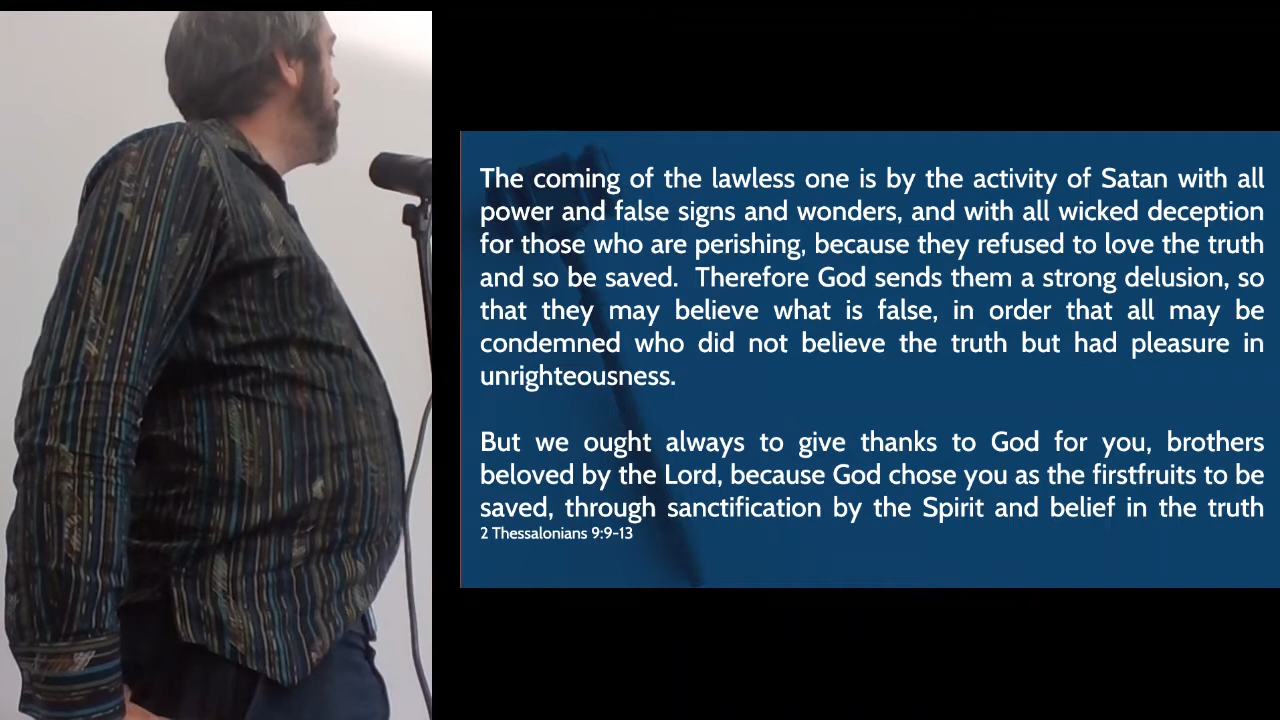 The coming of the lawless one is by the activity of Satan with all
power and false signs and wonders, and with all wicked deception
for those who are perishing, because they refused to love the truth
and so be saved.  Therefore God sends them a strong delusion, so
that they may believe what is false, in order that all may be
condemned who did not believe the truth but had pleasure in
unrighteousness.
But we ought always to give thanks to God for you, brothers
beloved by the Lord, because God chose you as the firstfruits to be
saved, through sanctification by the Spirit and belief in the truth
2 Thessalonians 9:9-13